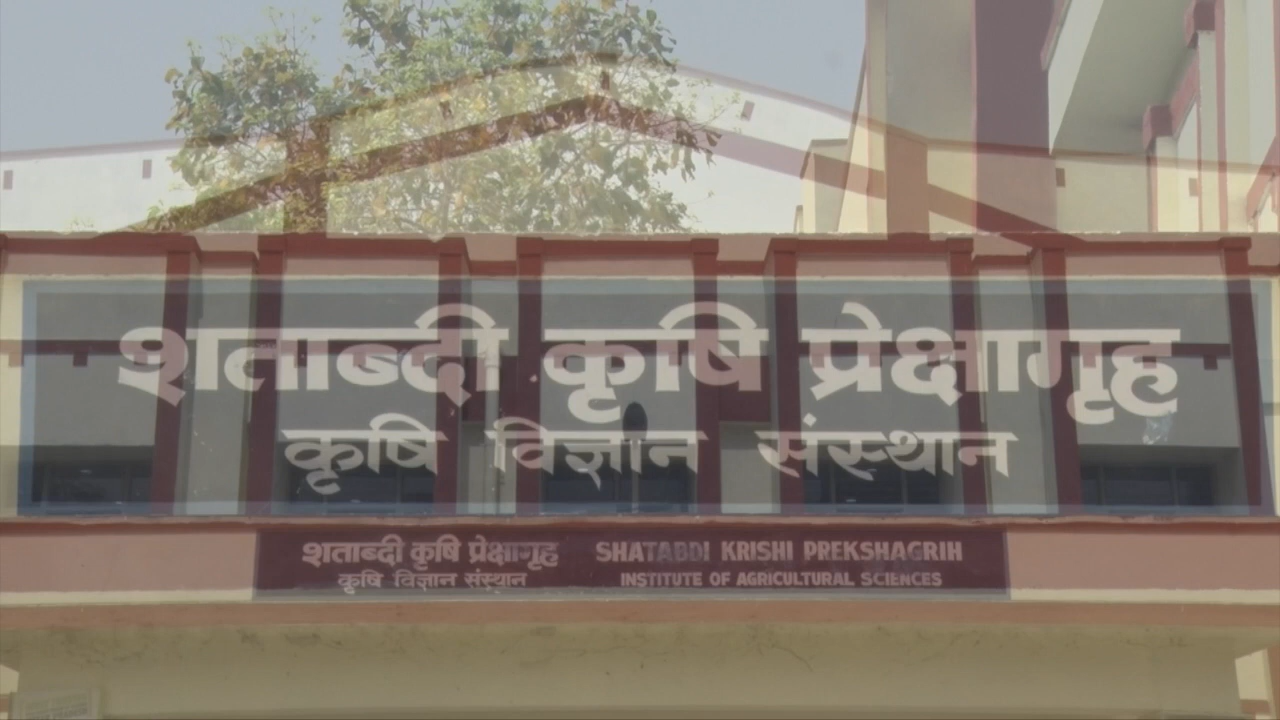 शताब्दी कृषि प्रेक्षागृह
कृषि विज्ञान संस्थान
शताब्दी कृषि प्रेक्षागृह SHATABDI KRISHI PREKSHAGRIH
कृषि विज्ञान संस्थान INSTITUTE OF AGRICULTURAL SCIENCES